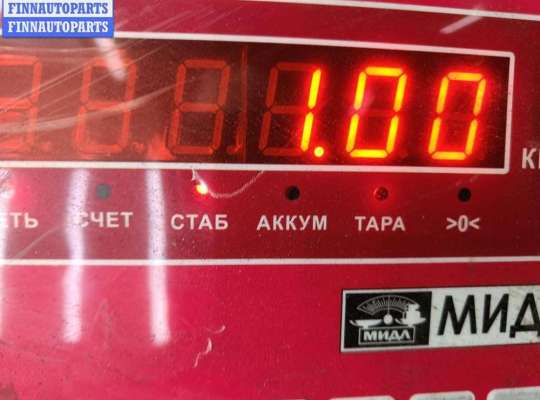 FINNAUTOPARTS
FINNAUTOPARTS
1.00
СЧЕТ СТАБ АККУМ ТАРА >0<
МИДЛ